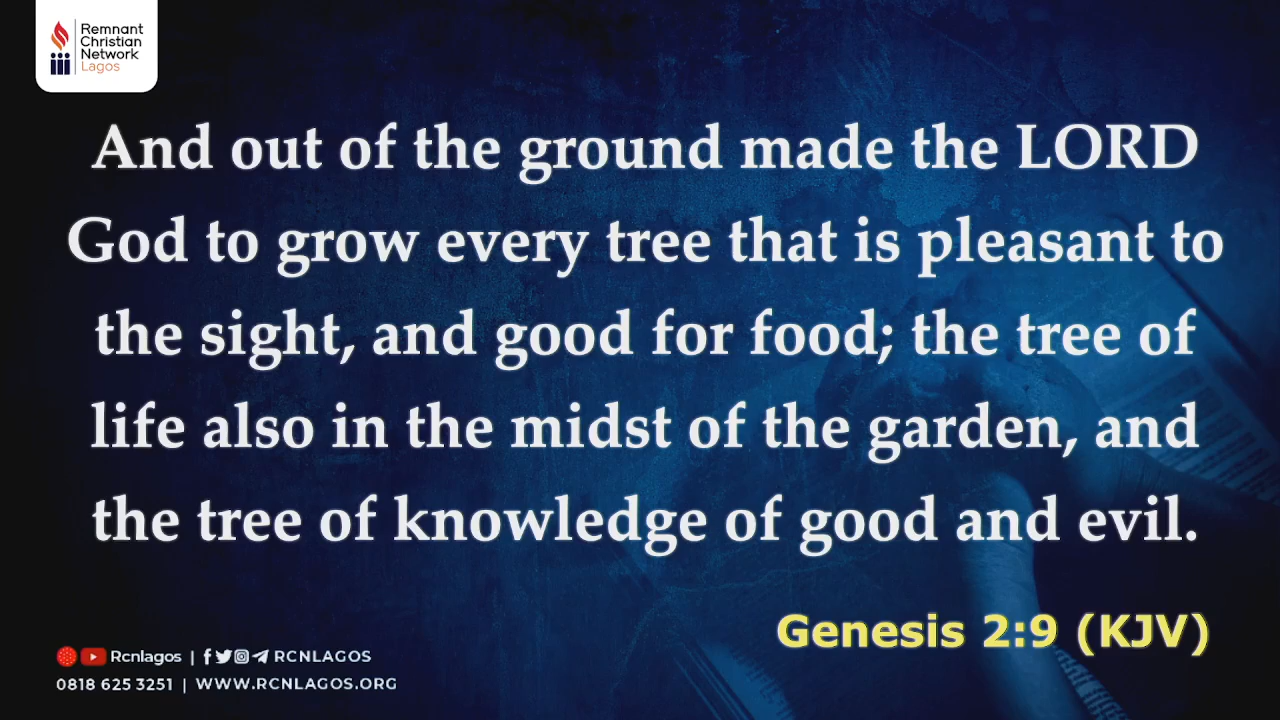 Remnant
Christian
Network
Lagos
And out of the ground made the LORD
God to grow every tree that is pleasant to
the sight, and good for food; the tree of
life also in the midst of the garden, and
the tree of knowledge of good and evil.
Genesis 2:9 (KJV)
Rcnlagos | RCNLAGOS
0818 625 3251 | WWW.RCNLAGOS.ORG